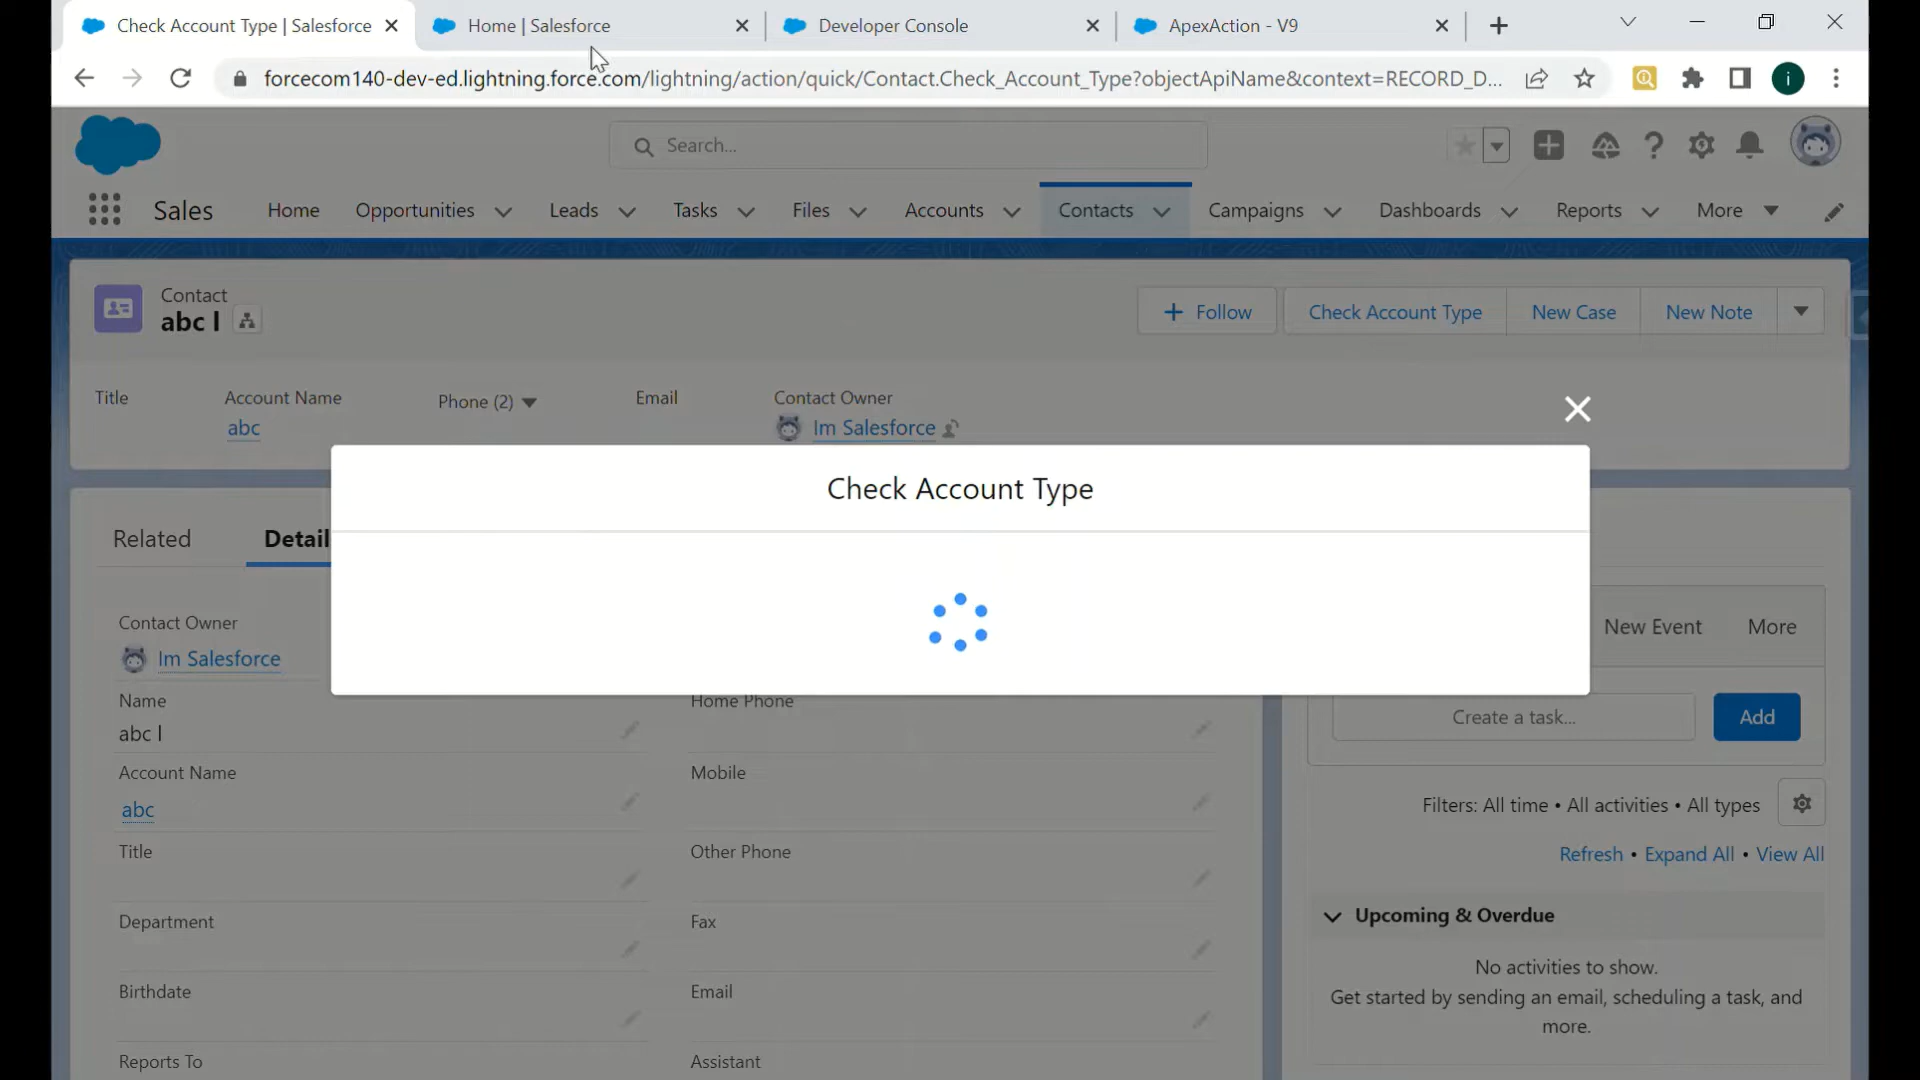 Check Account Type | Salesforce
Home | Salesforce
Developer Console
ApexAction - V9
forcecom140-dev-ed.lightning.force.com/lightning/action/quick/Contact.Check_Account_Type?objectApiName&context=RECORD_D...
i
Search...
Sales
Home
Opportunities
Leads
Tasks
Files
Accounts
Contacts
Campaigns
Dashboards
Reports
More
Contact
abc l
Follow
Check Account Type
New Case
New Note
Title
Account Name
Phone (2)
Email
Contact Owner
abc
Im Salesforce
Check Account Type
Related
Detail
Contact Owner
Im Salesforce
New Event
More
Name
abc l
Home Phone
Create a task...
Add
Account Name
abc
Mobile
Filters: All time • All activities • All types
Title
Other Phone
Refresh • Expand All • View All
Department
Fax
Upcoming & Overdue
No activities to show.
Get started by sending an email, scheduling a task, and
more.
Birthdate
Email
Reports To
Assistant